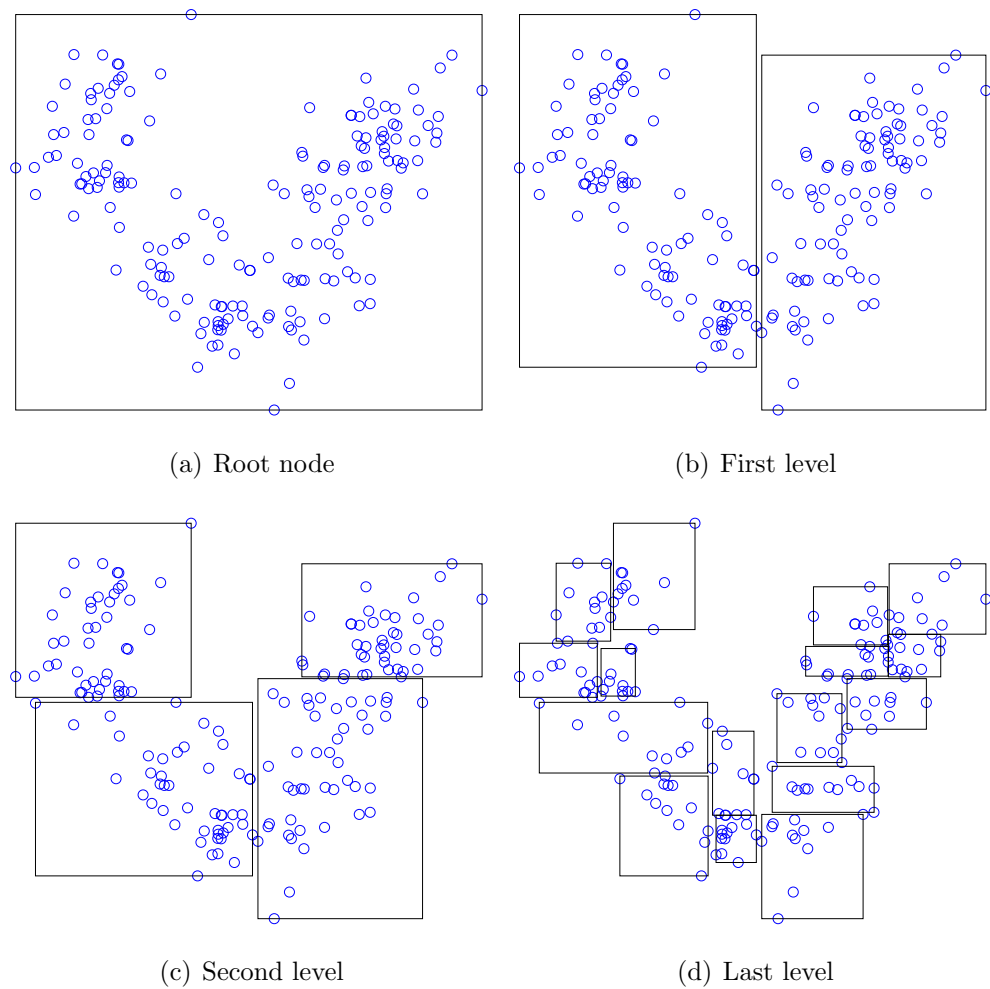 (a) Root node
(b) First level
(c) Second level
(d) Last level